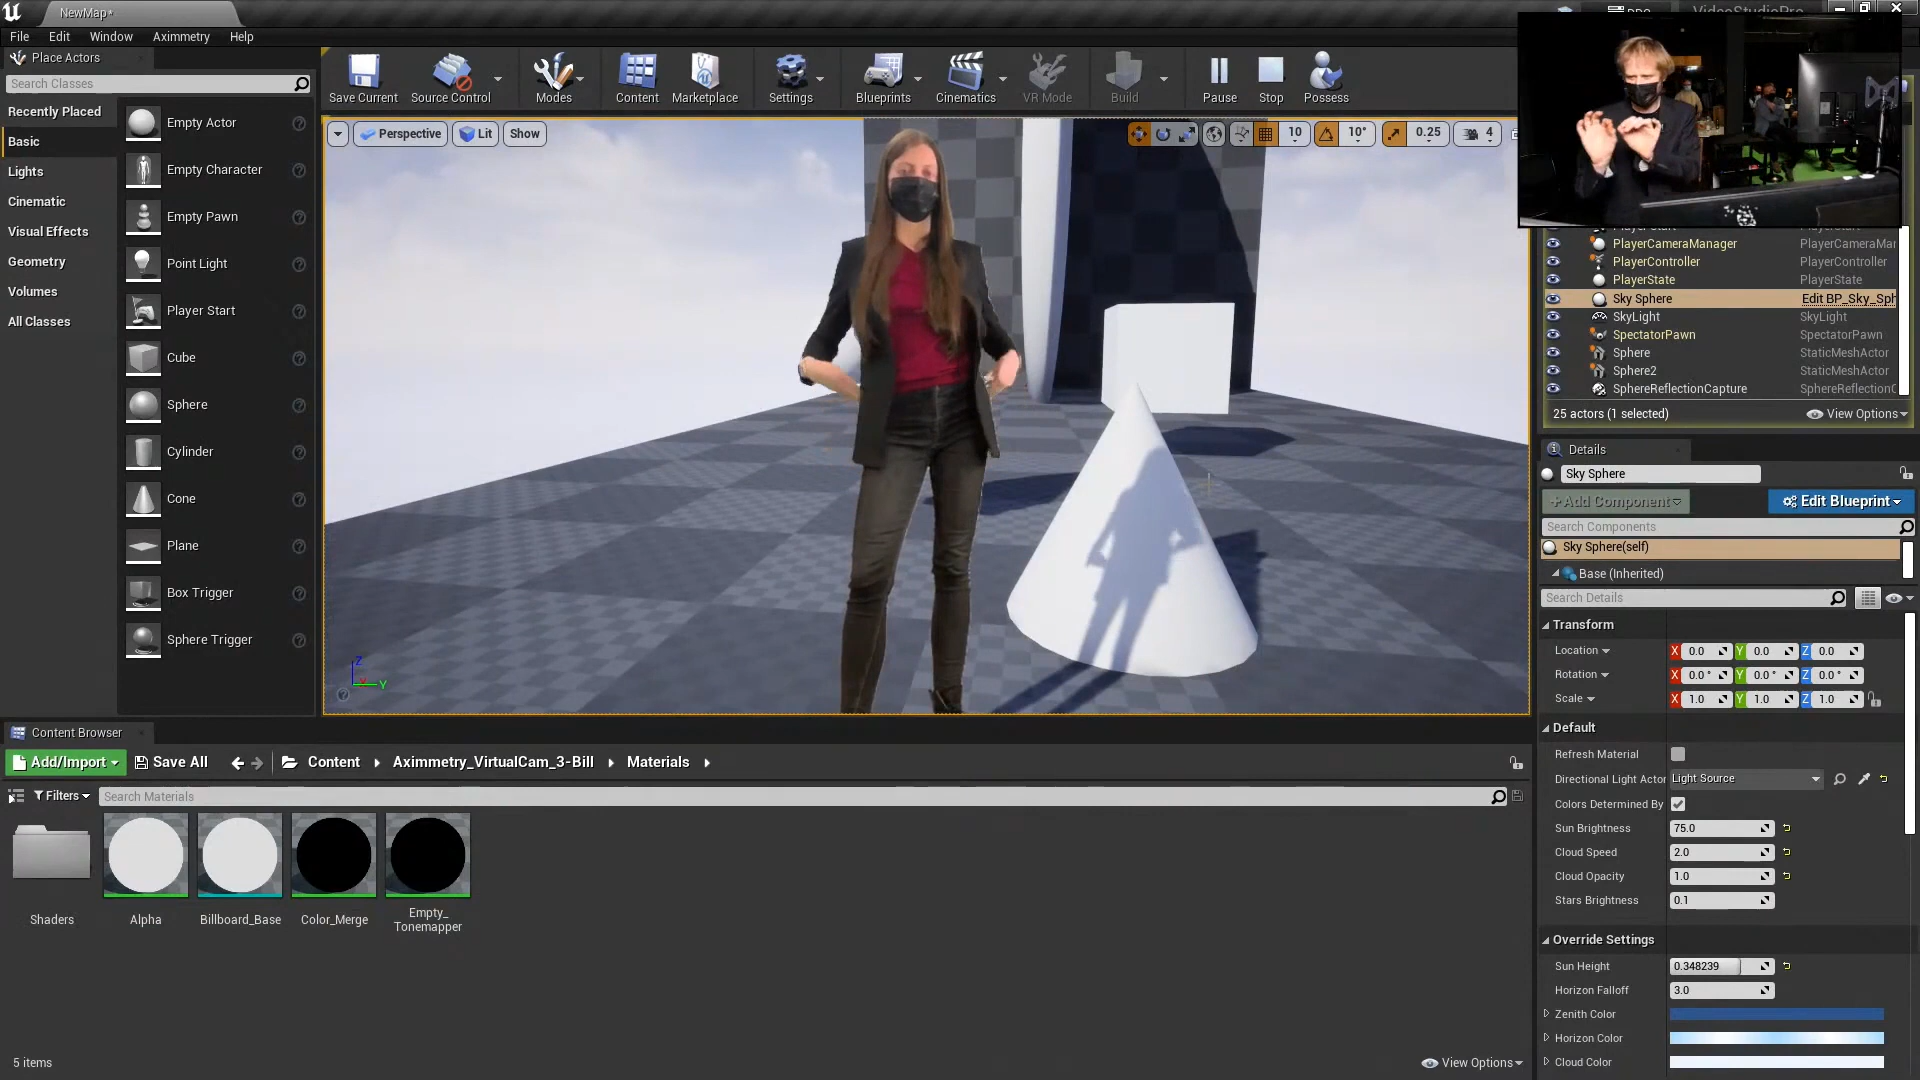 NewMap*
File
Edit
Window
Aximmetry
Help
Place Actors
Search Classes
Recently Placed
Basic
Lights
Cinematic
Visual Effects
Geometry
Volumes
All Classes
Empty Actor
Empty Character
Empty Pawn
Point Light
Player Start
Cube
Sphere
Cylinder
Cone
Plane
Box Trigger
Sphere Trigger
Save Current
Source Control
Modes
Content
Marketplace
Settings
Blueprints
Cinematics
VR Mode
Build
Pause
Stop
Possess
Perspective
Lit
Show
10
10°
0.25
4
Z
Y
PlayerCameraManager PlayerCameraMar
PlayerController PlayerController
PlayerState PlayerState
Sky Sphere Edit BP_Sky_Sph
SkyLight SkyLight
SpectatorPawn SpectatorPawn
Sphere StaticMeshActor
Sphere2 StaticMeshActor
SphereReflectionCapture SphereReflectionC
25 actors (1 selected)
View Options
Details
Sky Sphere
+Add Component
Edit Blueprint
Search Components
Sky Sphere(self)
Base (Inherited)
Search Details
Transform
Location X 0.0 Y 0.0 Z 0.0
Rotation X 0.0° Y 0.0° Z 0.0°
Scale X 1.0 Y 1.0 Z 1.0
Default
Refresh Material
Directional Light Actor Light Source
Colors Determined By
Sun Brightness 75.0
Cloud Speed 2.0
Cloud Opacity 1.0
Stars Brightness 0.1
Override Settings
Sun Height 0.348239
Horizon Falloff 3.0
Zenith Color
Horizon Color
Cloud Color
Content Browser
Add/Import
Save All
Content
Aximmetry_VirtualCam_3-Bill
Materials
Filters
Search Materials
Shaders
Alpha
Billboard_Base
Color_Merge
Empty_
Tonemapper
5 items
View Options